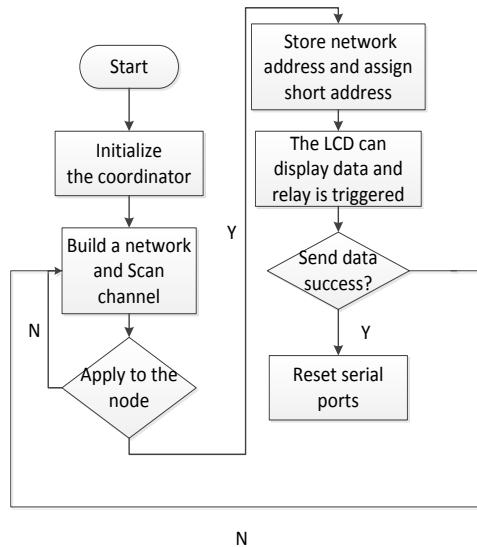 Start
Initialize
the coordinator
Build a network
and Scan
channel
N
Apply to the
node
Y
Store network
address and assign
short address
The LCD can
display data and
relay is triggered
Send data
success?
Y
Reset serial
ports
N